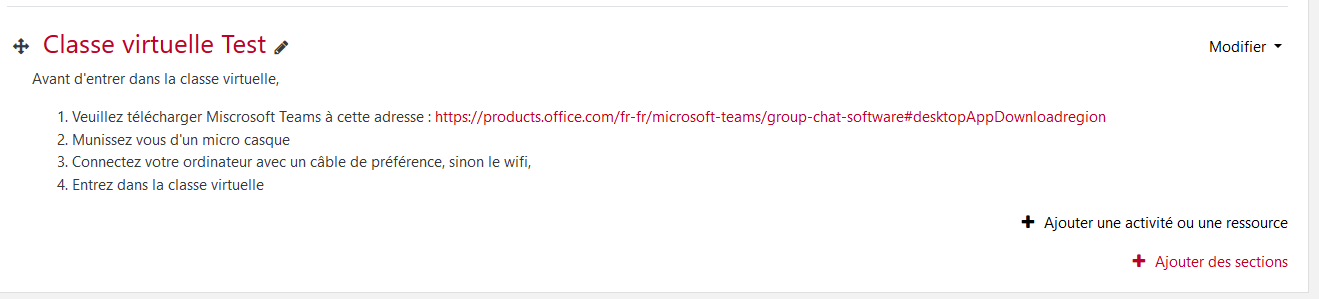 Classe virtuelle Test
Modifier
Avant d'entrer dans la classe virtuelle,
1. Veuillez télécharger Miscrosoft Teams à cette adresse : https://products.office.com/fr-fr/microsoft-teams/group-chat-software#desktopAppDownloadregion
2. Munissez vous d'un micro casque
3. Connectez votre ordinateur avec un câble de préférence, sinon le wifi,
4. Entrez dans la classe virtuelle
Ajouter une activité ou une ressource
Ajouter des sections